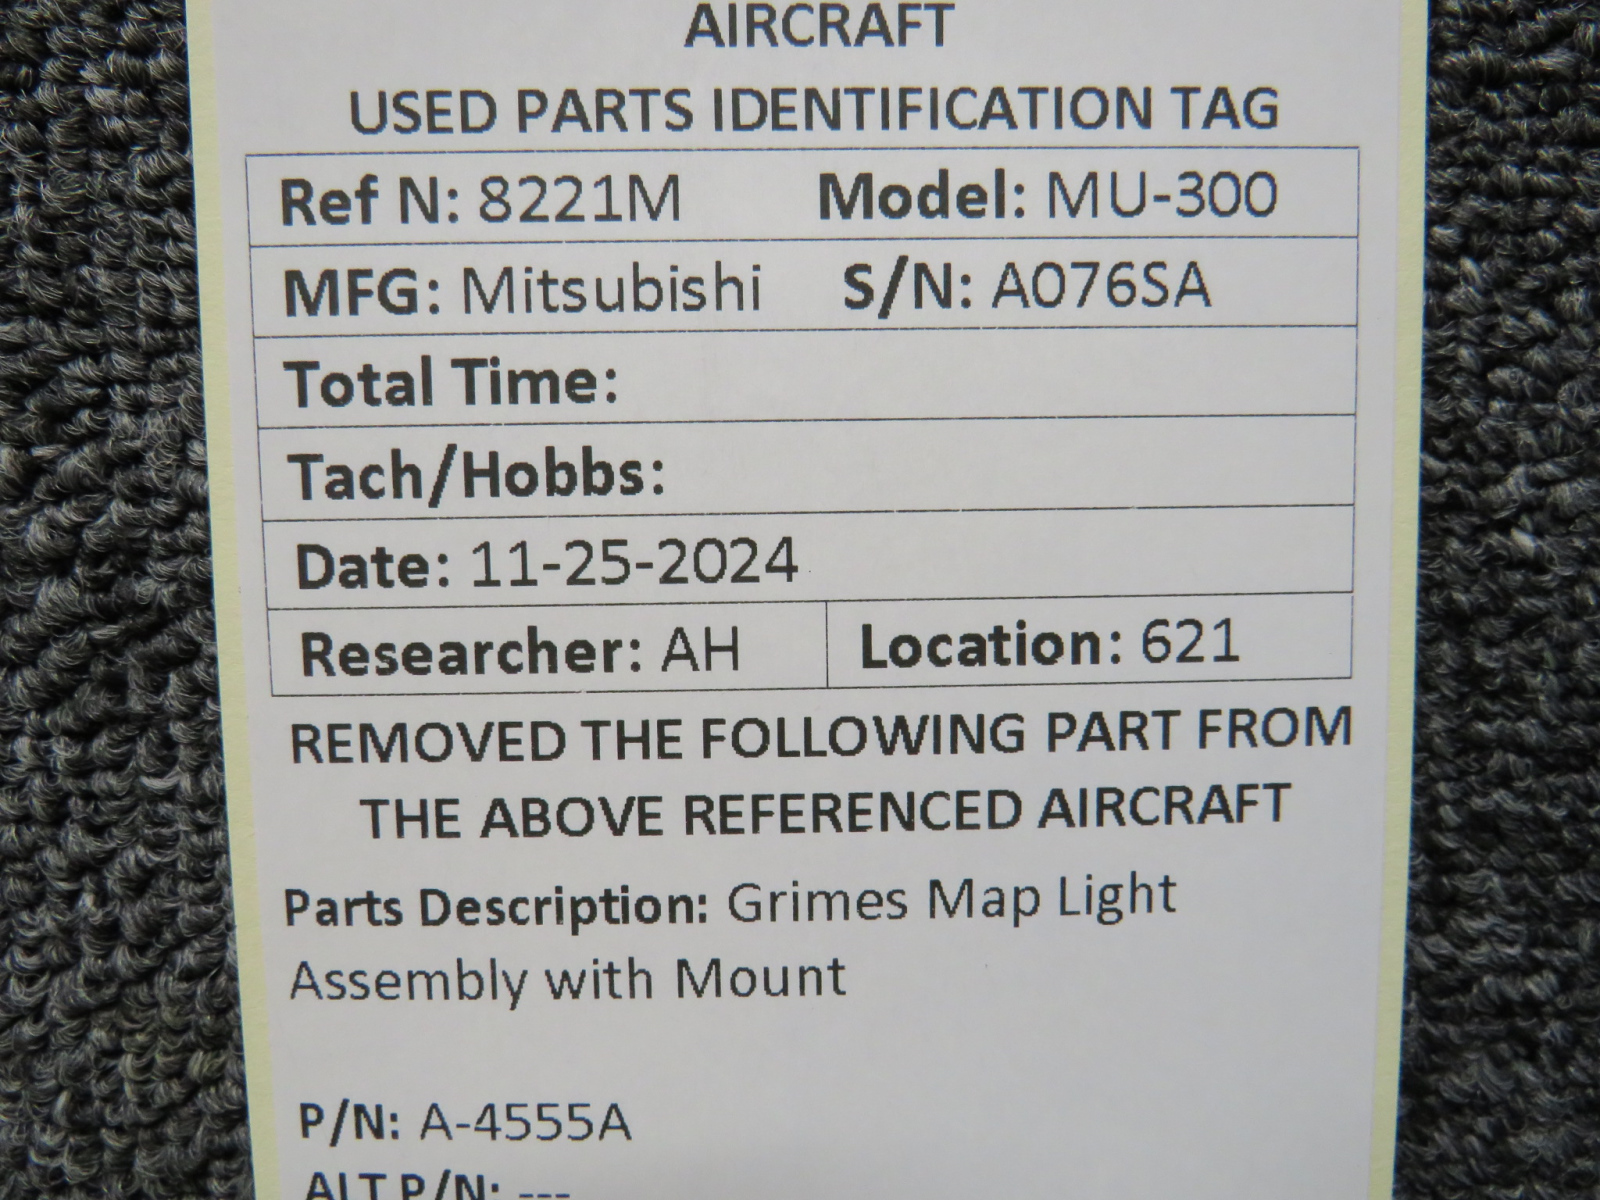 AIRCRAFT
USED PARTS IDENTIFICATION TAG
Ref N: 8221M Model: MU-300
MFG: Mitsubishi S/N: A076SA
Total Time:
Tach/Hobbs:
Date: 11-25-2024
Researcher: AH Location: 621
REMOVED THE FOLLOWING PART FROM
THE ABOVE REFERENCED AIRCRAFT
Parts Description: Grimes Map Light
Assembly with Mount
P/N: A-4555A
ALT P/N: ---